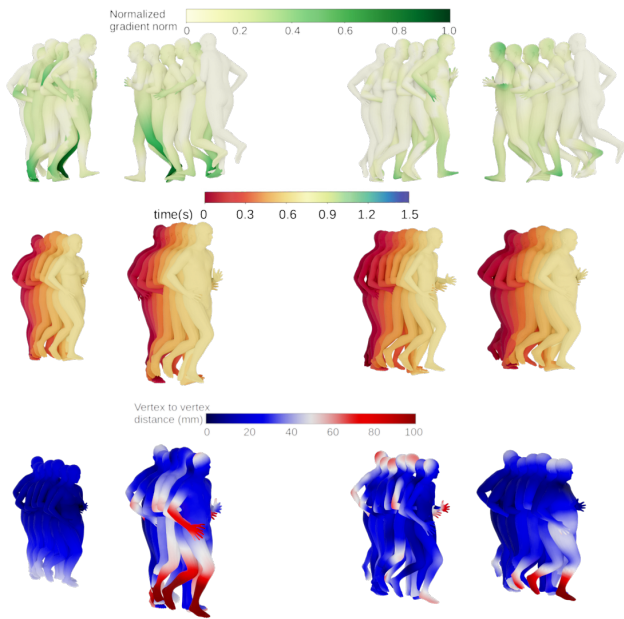 Normalized
gradient norm
0 0.2 0.4 0.6 0.8 1.0
time(s) 0 0.3 0.6 0.9 1.2 1.5
Vertex to vertex
distance (mm)
0 20 40 60 80 100